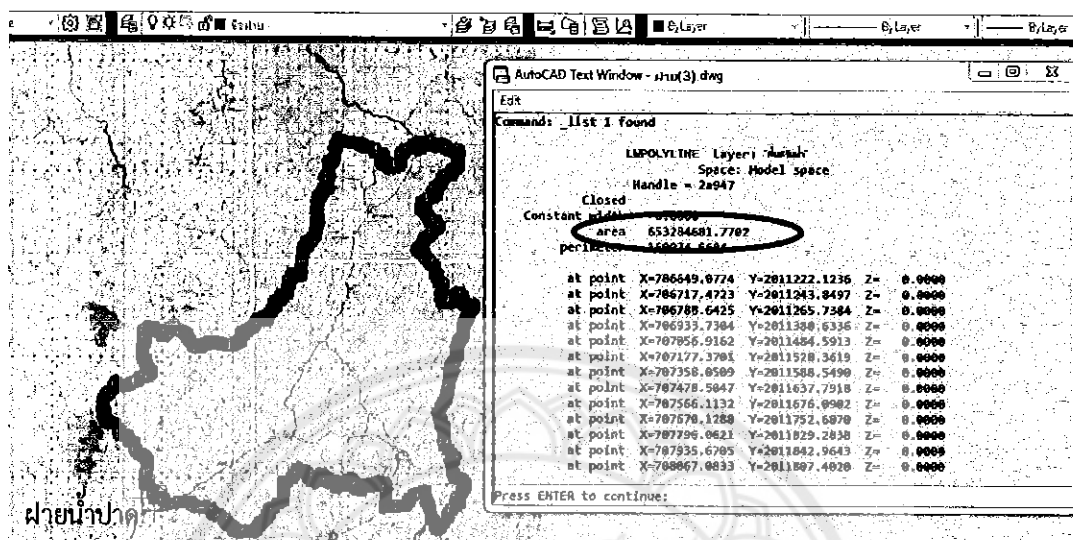 ByLayer ByLayer ByLayer
AutoCAD Text Window - ฝาย(3).dwg
Edit
Command: _list 1 found
LWPOLYLINE Layer:
Space: Model space
Handle = 2a947
Closed
Constant width
area 653284681.7702
perimeter
at point X=706649.0774 Y=2011222.1236 Z= 0.0000
at point X=706717.4723 Y=2011243.8497 Z= 0.0000
at point X=706788.6425 Y=2011265.7384 Z= 0.0000
at point X=706933.7304 Y=2011380.6336 Z= 0.0000
at point X=707056.9162 Y=2011484.5913 Z= 0.0000
at point X=707177.3701 Y=2011528.3619 Z= 0.0000
at point X=707358.0509 Y=2011588.5490 Z= 0.0000
at point X=707478.5047 Y=2011637.7918 Z= 0.0000
at point X=707566.1132 Y=2011676.0902 Z= 0.0000
at point X=707670.1288 Y=2011752.6870 Z= 0.0000
at point X=707796.0621 Y=2011829.2838 Z= 0.0000
at point X=707935.6705 Y=2011842.9643 Z= 0.0000
at point X=708067.0833 Y=2011807.4020 Z= 0.0000
Press ENTER to continue:
ฝายน้ำปาด